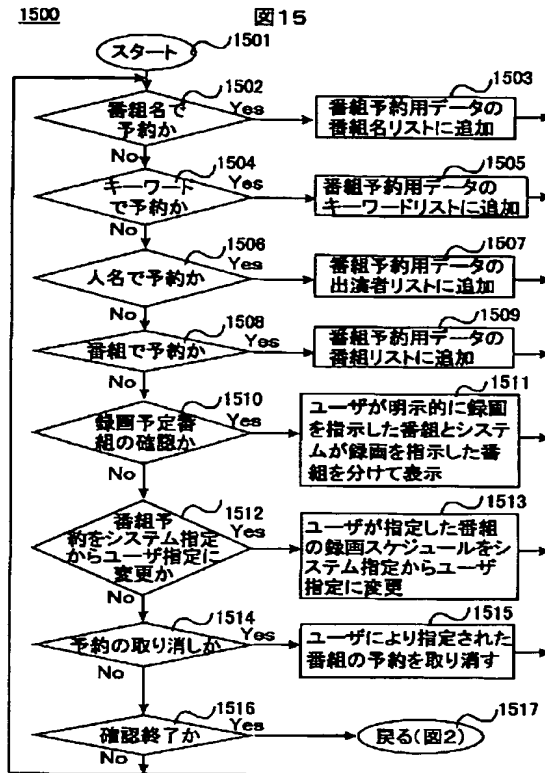 1500
図15
スタート
1501
番組名で
予約か
1502
Yes
No
番組予約用データの
番組名リストに追加
1503
キーワード
で予約か
1504
Yes
No
番組予約用データの
キーワードリストに追加
1505
人名で予約か
1506
Yes
No
番組予約用データの
出演者リストに追加
1507
番組で予約か
1508
Yes
No
番組予約用データの
番組リストに追加
1509
録画予定番
組の確認か
1510
Yes
No
ユーザが明示的に録画
を指示した番組とシステ
ムが録画を指示した番
組を分けて表示
1511
番組予
約をシステム指定
からユーザ指定に
変更か
1512
Yes
No
ユーザが指定した番組
の録画スケジュールをシ
ステム指定からユーザ
指定に変更
1513
予約の取り消しか
1514
Yes
No
ユーザにより指定された
番組の予約を取り消す
1515
確認終了か
1516
Yes
No
戻る(図2)
1517